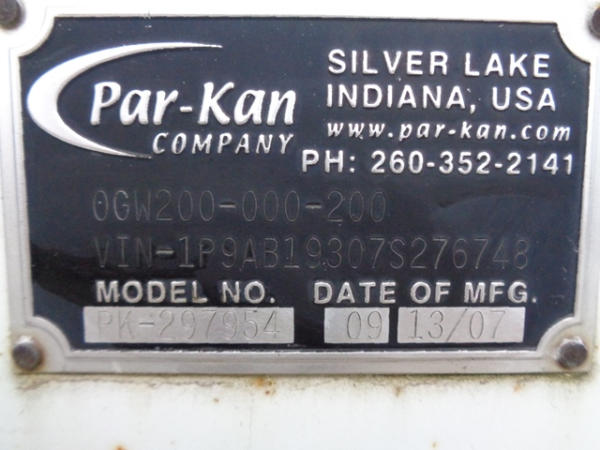 Par-Kan
COMPANY
SILVER LAKE
INDIANA, USA
www.par-kan.com
PH: 260-352-2141
0GW200-000-200
VIN-1P9AB19307S276748
MODEL NO. DATE OF MFG.
PK-297954 09 13/07